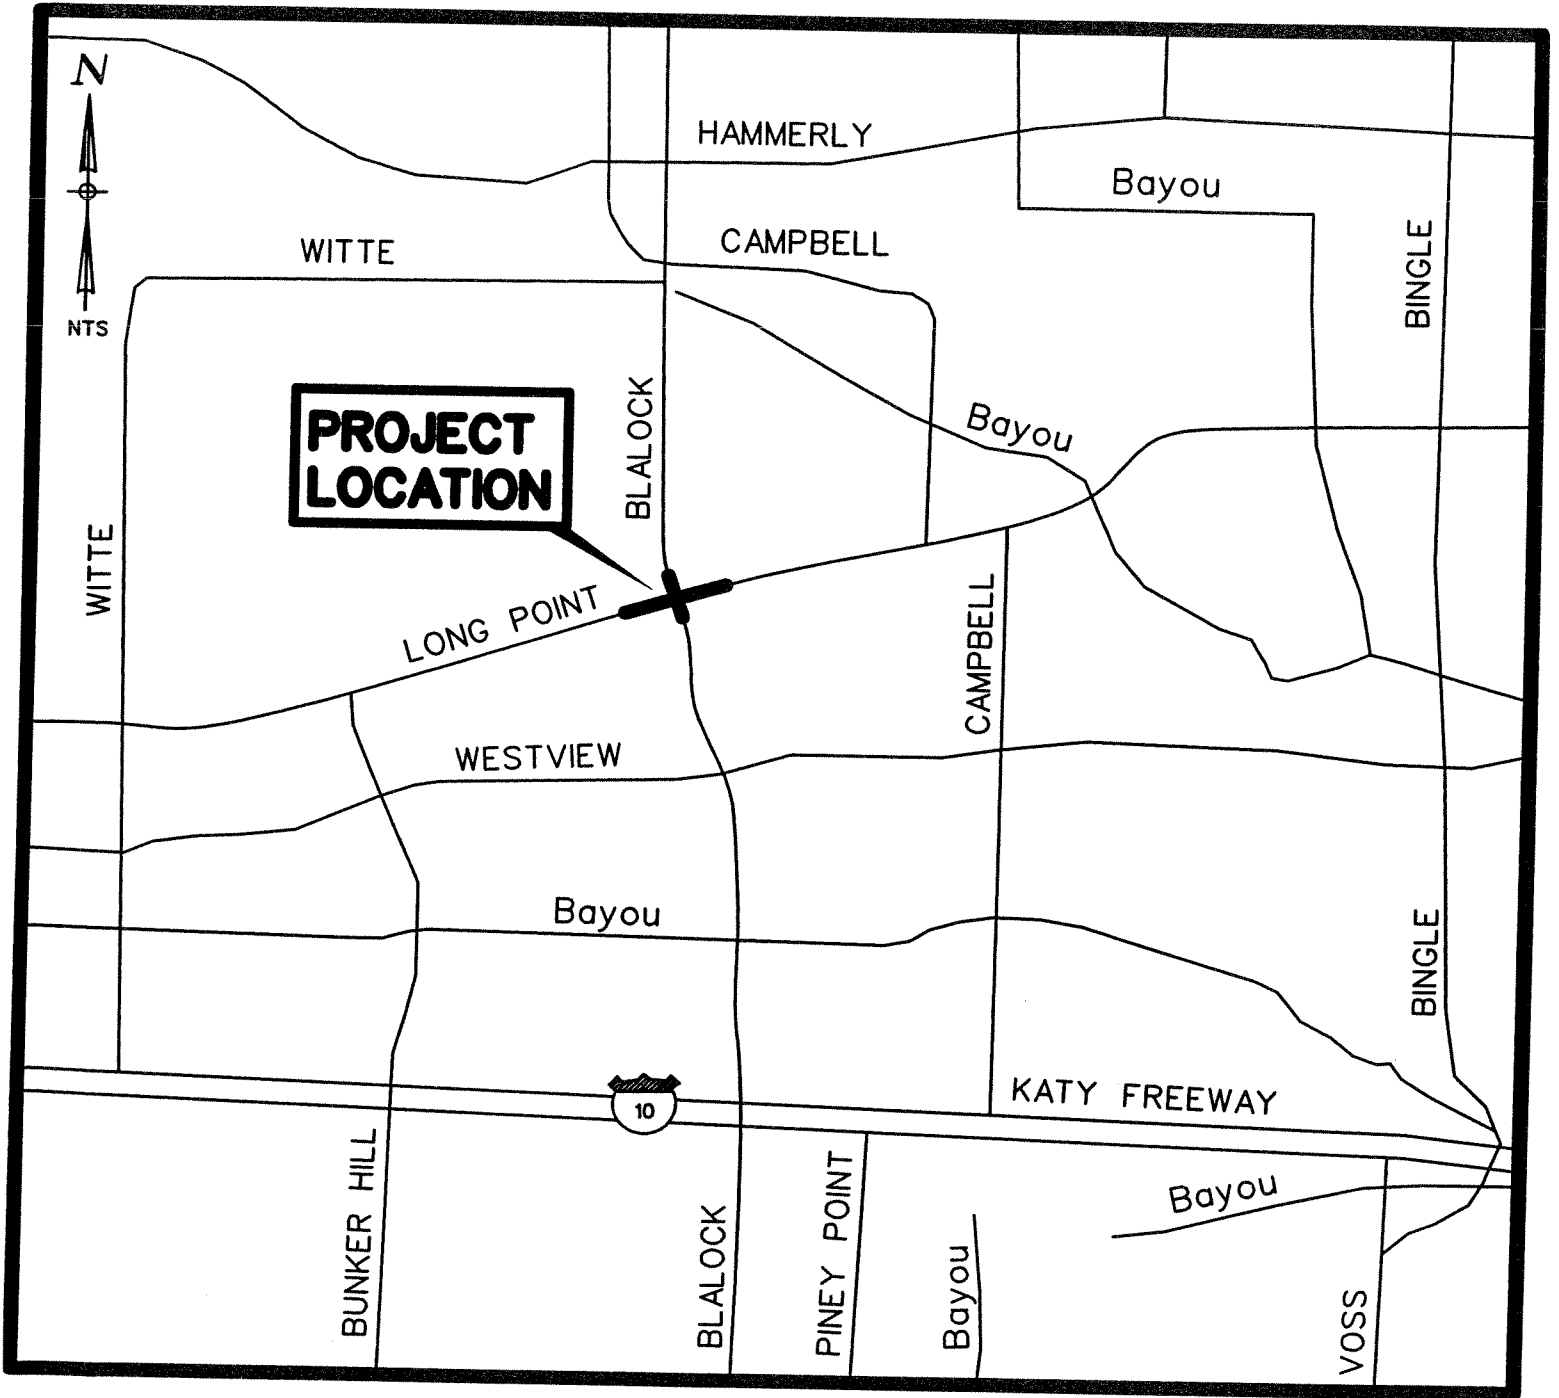 N
HAMMERLY
Bayou
BINGLE
CAMPBELL
WITTE
NTS
PROJECT
LOCATION
BLALOCK
Bayou
WITTE
LONG POINT
CAMPBELL
WESTVIEW
Bayou
BINGLE
10
KATY FREEWAY
BUNKER HILL
BLALOCK
PINEY POINT
Bayou
Bayou
VOSS